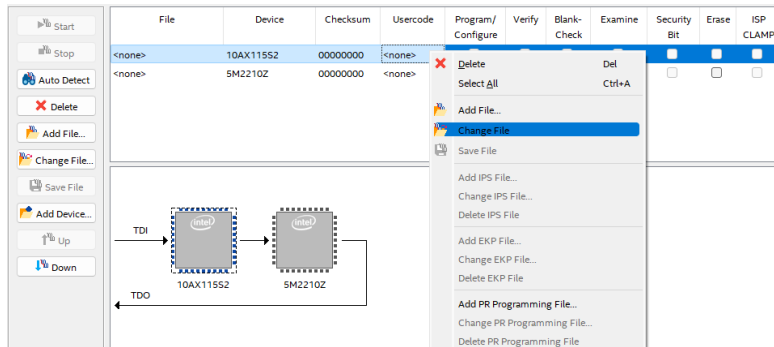 Start
Stop
Auto Detect
Delete
Add File...
Change File...
Save File
Add Device...
Up
Down
File Device Checksum Usercode Program/ Configure Verify Blank- Check Examine Security Bit Erase ISP CLAMP
<none> 10AX115S2 00000000 <none>
<none> 5M2210Z 00000000 <none>
Delete Del
Select All Ctrl+A
Add File...
Change File
Save File
Add IPS File...
Change IPS File...
Delete IPS File
Add EKP File...
Change EKP File...
Delete EKP File
Add PR Programming File...
Change PR Programming File...
Delete PR Programming File
TDI
intel
intel
10AX115S2
5M2210Z
TDO